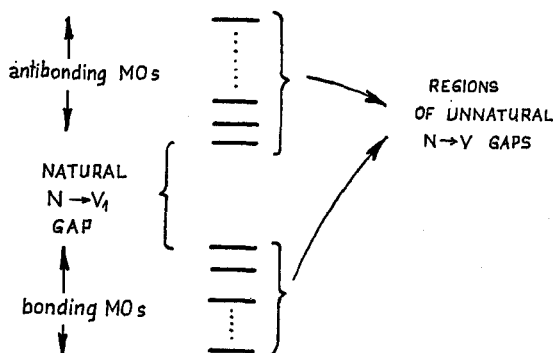 antibonding MOs
NATURAL
N→V₁
GAP
bonding MOs
REGIONS
OF UNNATURAL
N→V GAPS